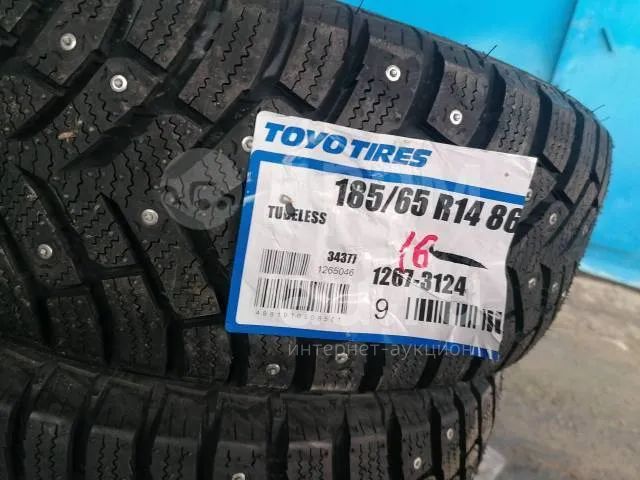 TOYO TIRES
185/65 R14 86
TUBELESS
16
34377
1265046
1267-3124
9
интернет-аукцион